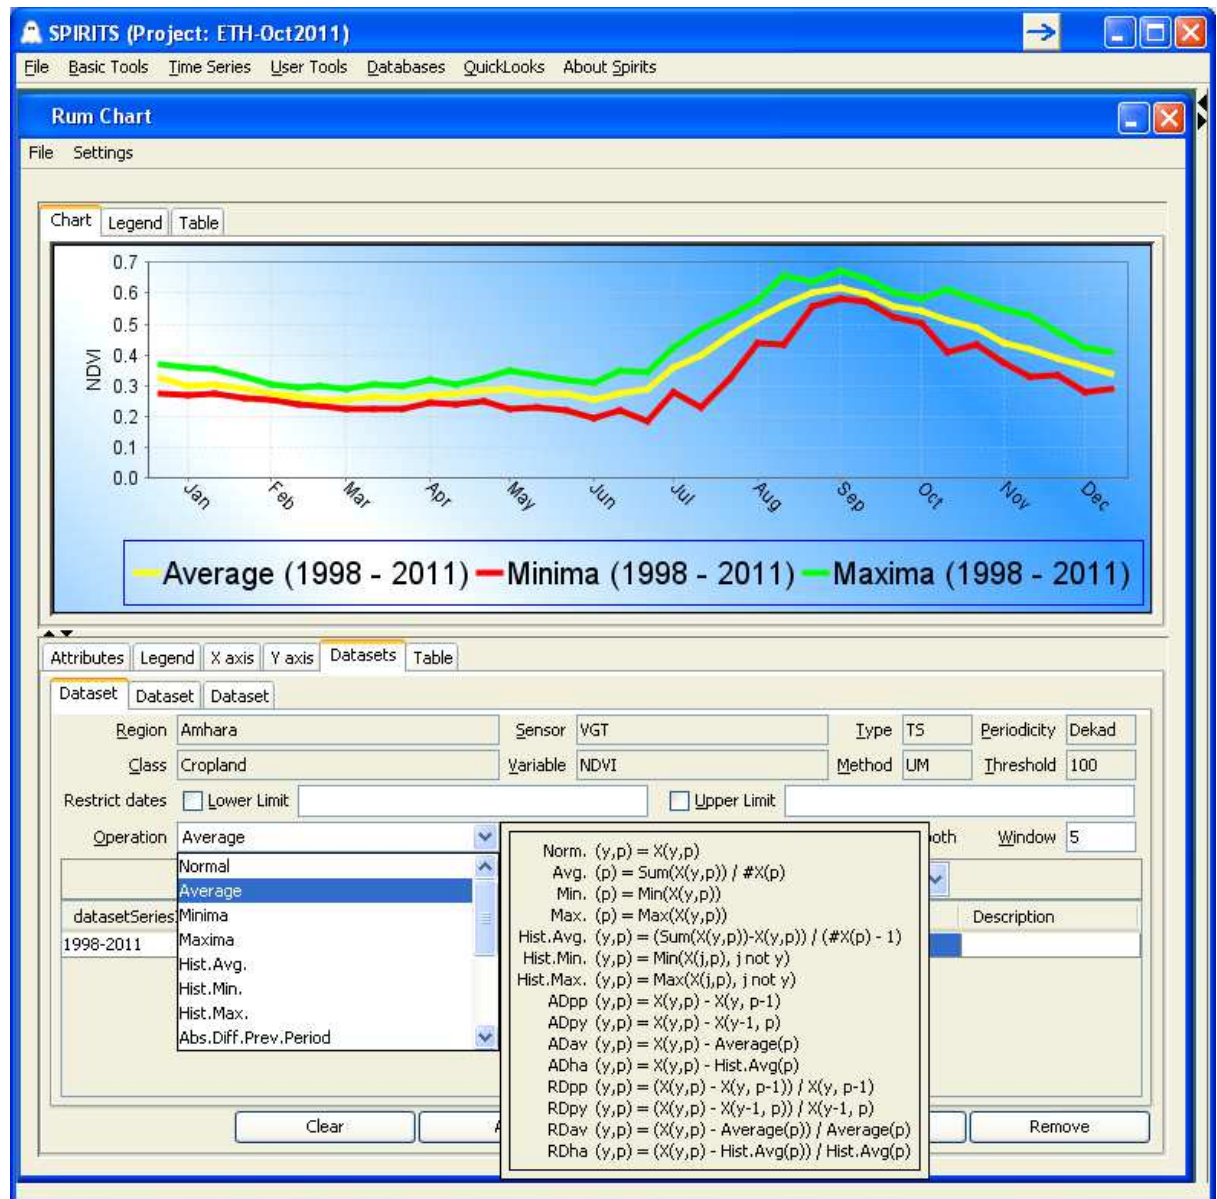 SPIRITS (Project: ETH-Oct2011)
File Basic Tools Time Series User Tools Databases QuickLooks About Spirits
Rum Chart
File Settings
Chart Legend Table
0.7
0.6
0.5
0.4
0.3
0.2
0.1
0.0
NDVI
Jan Feb Mar Apr May Jun Jul Aug Sep Oct Nov Dec
Average (1998 - 2011) Minima (1998 - 2011) Maxima (1998 - 2011)
Attributes Legend X axis Y axis Datasets Table
Dataset Dataset Dataset
Region Amhara Sensor VGT Type TS Periodicity Dekad
Class Cropland Variable NDVI Method UM Threshold 100
Restrict dates Lower Limit Upper Limit
Operation Average Window 5
Normal
Average
Minima
Maxima
Hist.Avg.
Hist.Min.
Hist.Max.
Abs.Diff.Prev.Period
datasetSeries Description
1998-2011
Norm. (y,p) = X(y,p)
Avg. (p) = Sum(X(y,p)) / #X(p)
Min. (p) = Min(X(y,p))
Max. (p) = Max(X(y,p))
Hist.Avg. (y,p) = (Sum(X(y,p))-X(y,p)) / (#X(p) - 1)
Hist.Min. (y,p) = Min(X(j,p), j not y)
Hist.Max. (y,p) = Max(X(j,p), j not y)
ADpp (y,p) = X(y,p) - X(y, p-1)
ADpy (y,p) = X(y,p) - X(y-1, p)
ADav (y,p) = X(y,p) - Average(p)
ADha (y,p) = X(y,p) - Hist.Avg(p)
RDpp (y,p) = (X(y,p) - X(y, p-1)) / X(y, p-1)
RDpy (y,p) = (X(y,p) - X(y-1, p)) / X(y-1, p)
RDav (y,p) = (X(y,p) - Average(p)) / Average(p)
RDha (y,p) = (X(y,p) - Hist.Avg(p)) / Hist.Avg(p)
Clear Remove